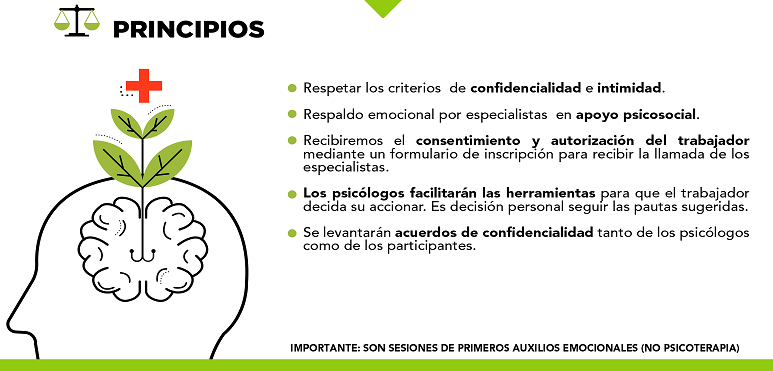 PRINCIPIOS
Respetar los criterios de confidencialidad e intimidad.
Respaldo emocional por especialistas en apoyo psicosocial.
Recibiremos el consentimiento y autorización del trabajador
mediante un formulario de inscripción para recibir la llamada de los
especialistas.
Los psicólogos facilitarán las herramientas para que el trabajador
decida su accionar. Es decisión personal seguir las pautas sugeridas.
Se levantarán acuerdos de confidencialidad tanto de los psicólogos
como de los participantes.
IMPORTANTE: SON SESIONES DE PRIMEROS AUXILIOS EMOCIONALES (NO PSICOTERAPIA)